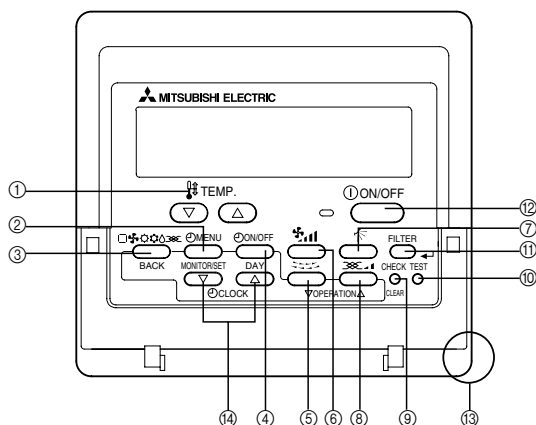 MITSUBISHI ELECTRIC
① TEMP. ON/OFF ⑫
② MENU ON/OFF ⑦
FILTER ⑪
③ BACK MONITOR/SET DAY CHECK TEST ⑩
CLOCK ▽OPERATION△ CLEAR
⑭ ④ ⑤ ⑥ ⑧ ⑨ ⑬